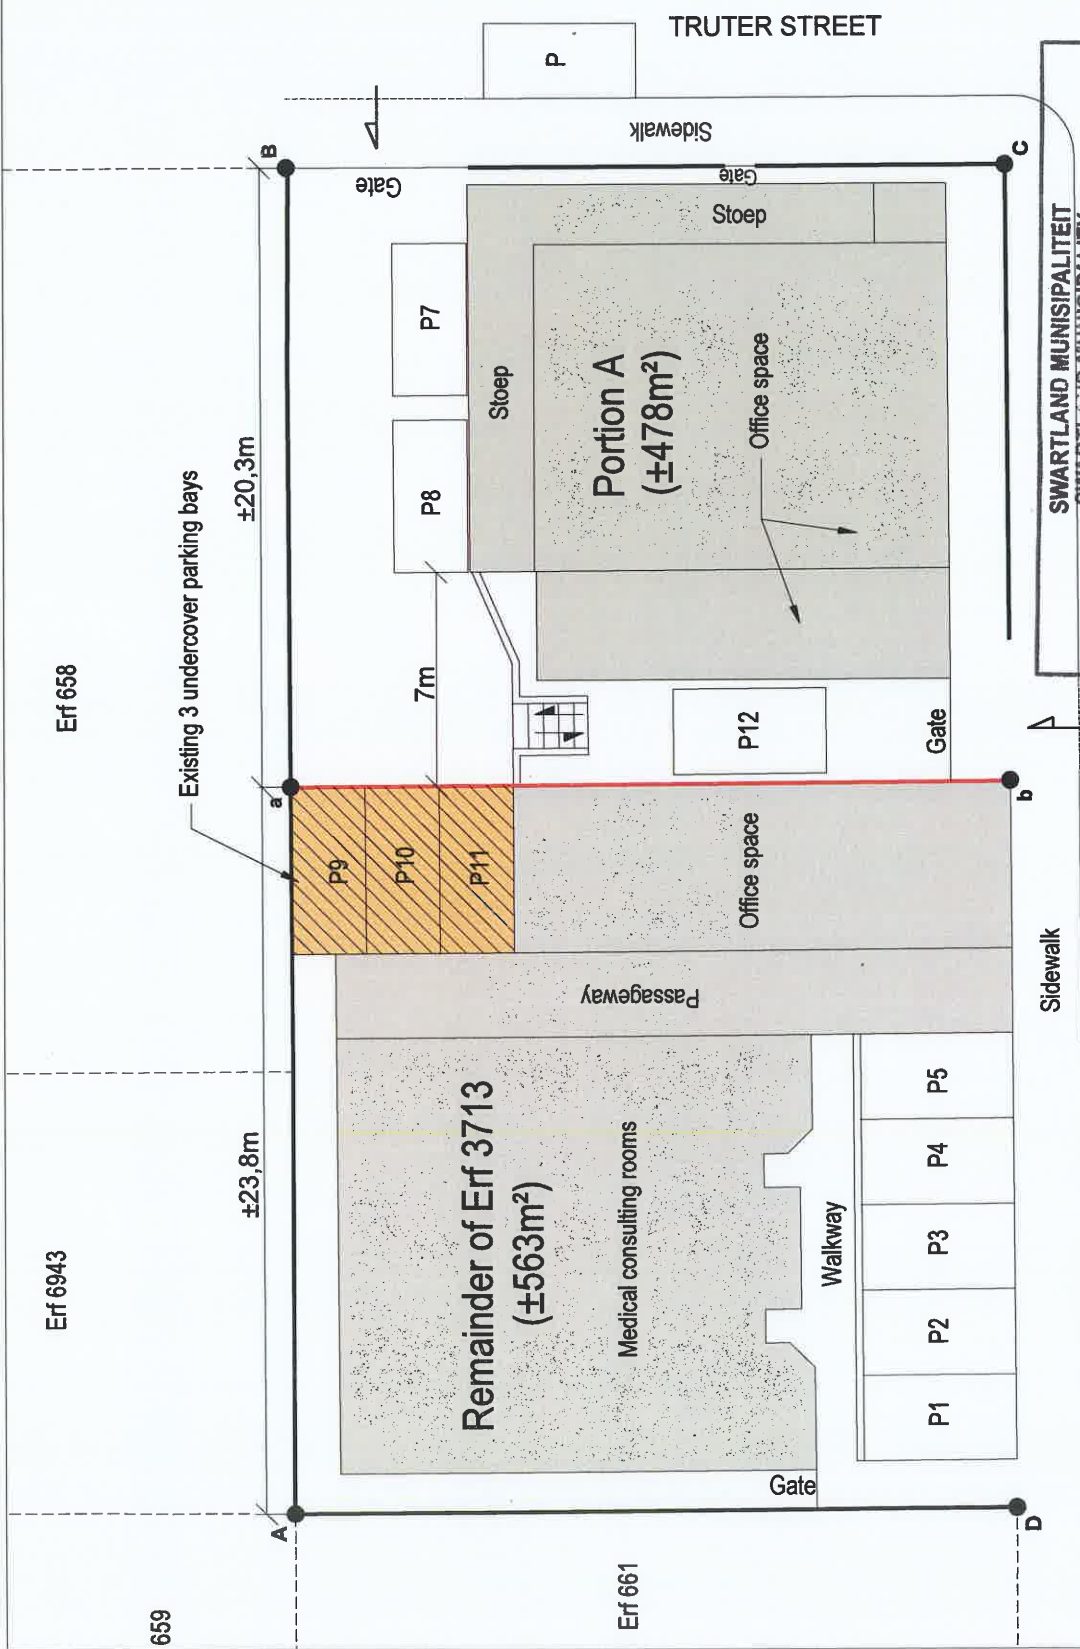 TRUTER STREET
P
Sidewalk
B
Gate
C
Gate
Stoep
P7
P8
Stoep
Portion A
(±478m²)
Office space
±20,3m
Existing 3 undercover parking bays
Erf 658
7m
P12
Gate
a
b
P9
P10
P11
Office space
Passageway
Sidewalk
SWARTLAND MUNISIPALITEIT
±23,8m
Erf 6943
Remainder of Erf 3713
(±563m²)
Medical consulting rooms
Walkway
P5
P4
P3
P2
P1
Gate
A
D
Erf 661
659